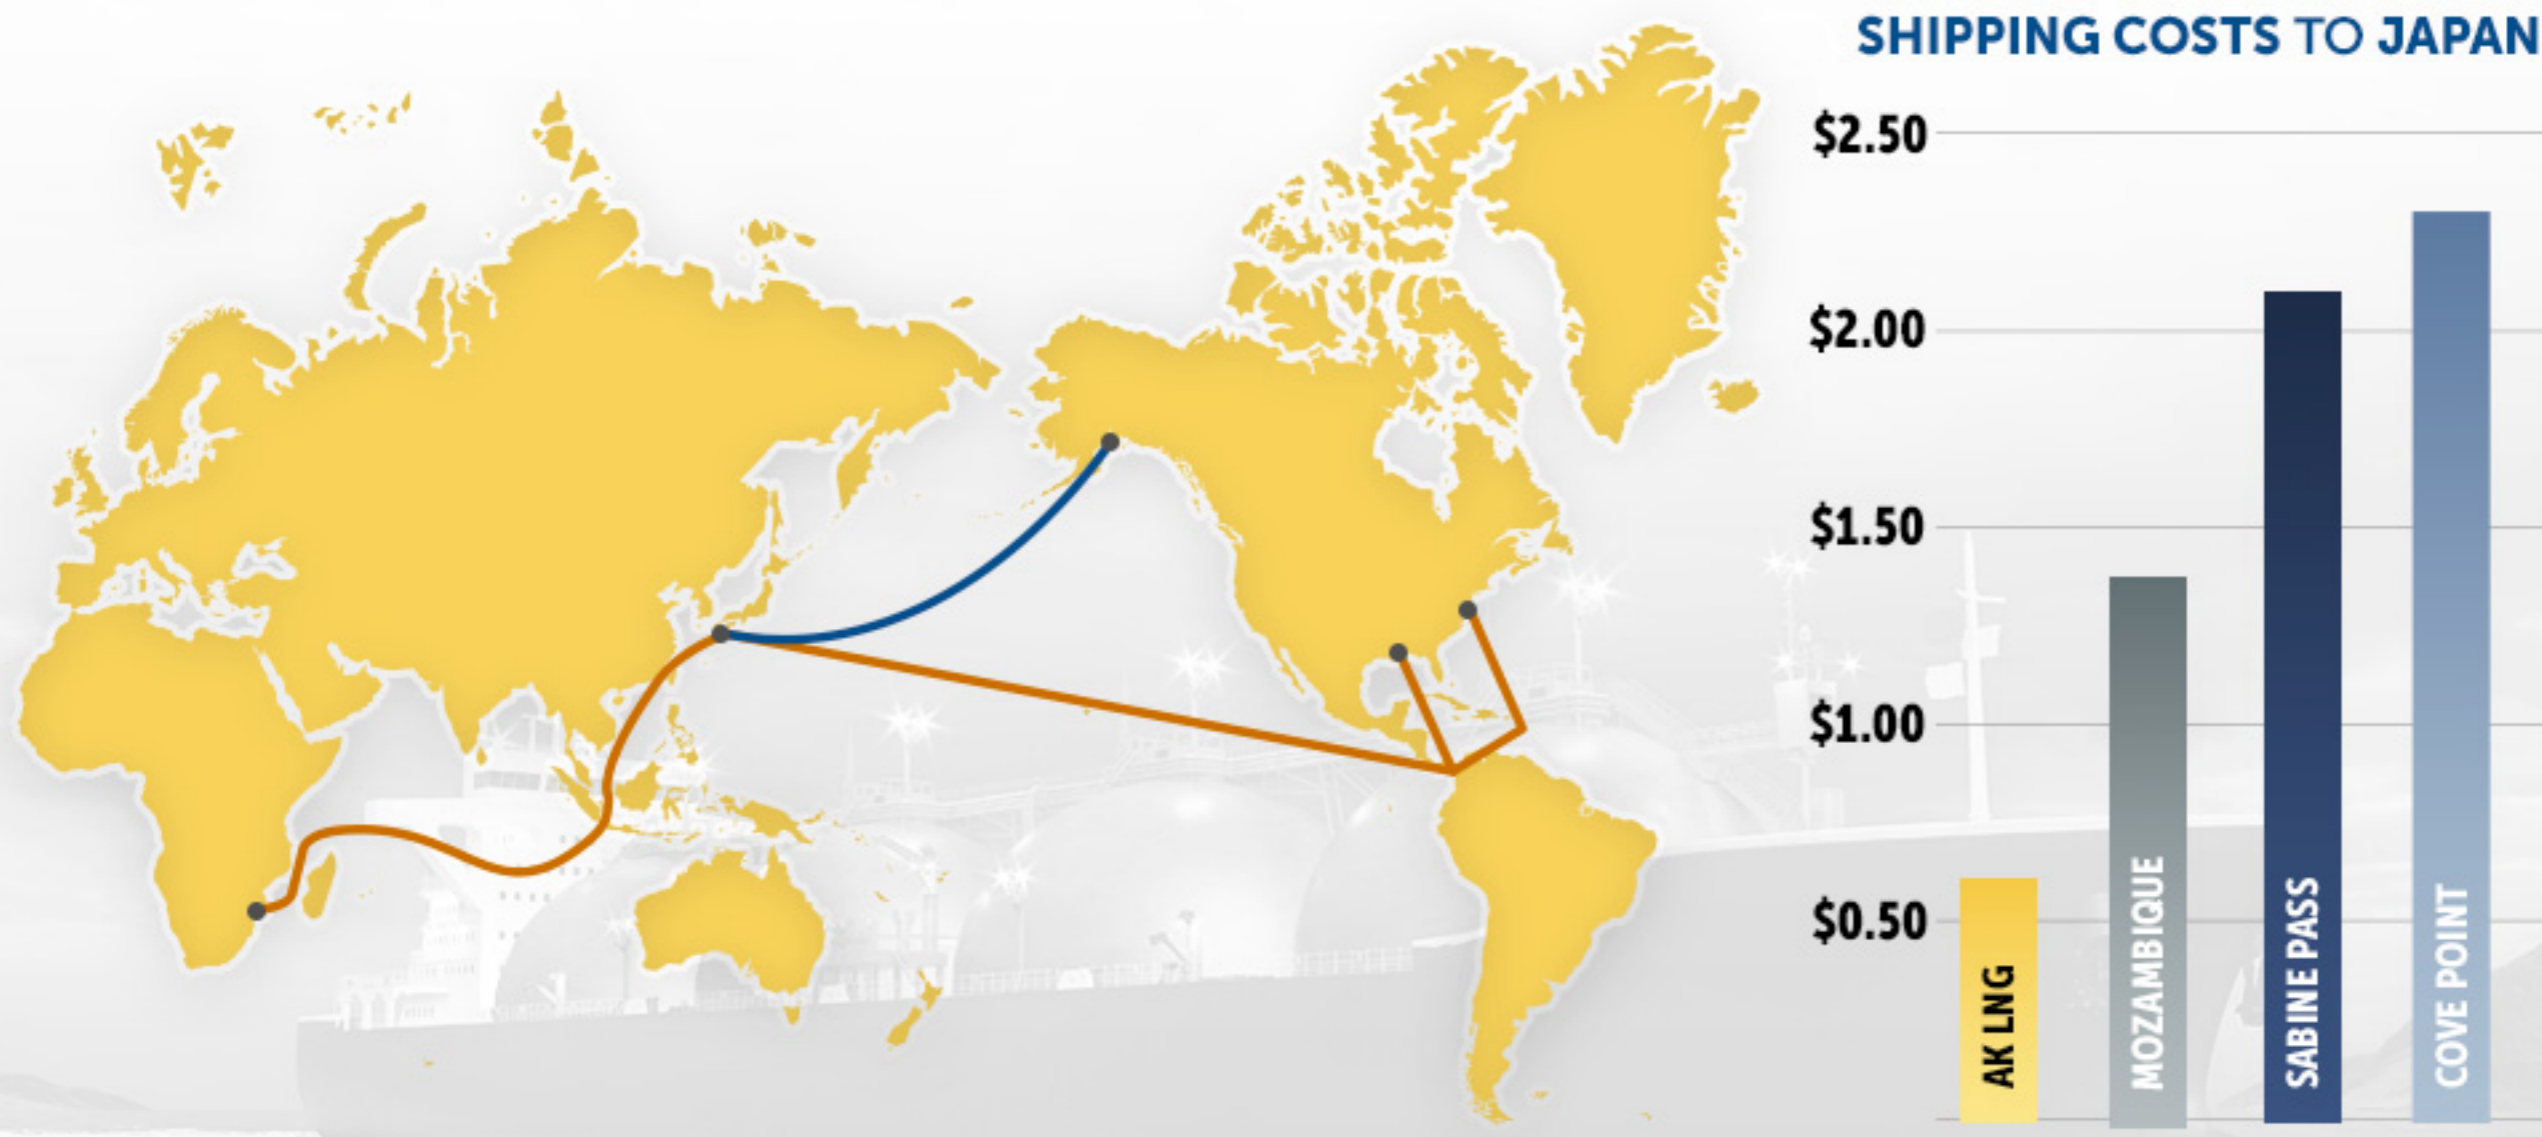 SHIPPING COSTS TO JAPAN
$2.50
$2.00
$1.50
$1.00
$0.50
AK LNG
MOZAMBIQUE
SABINE PASS
COVE POINT